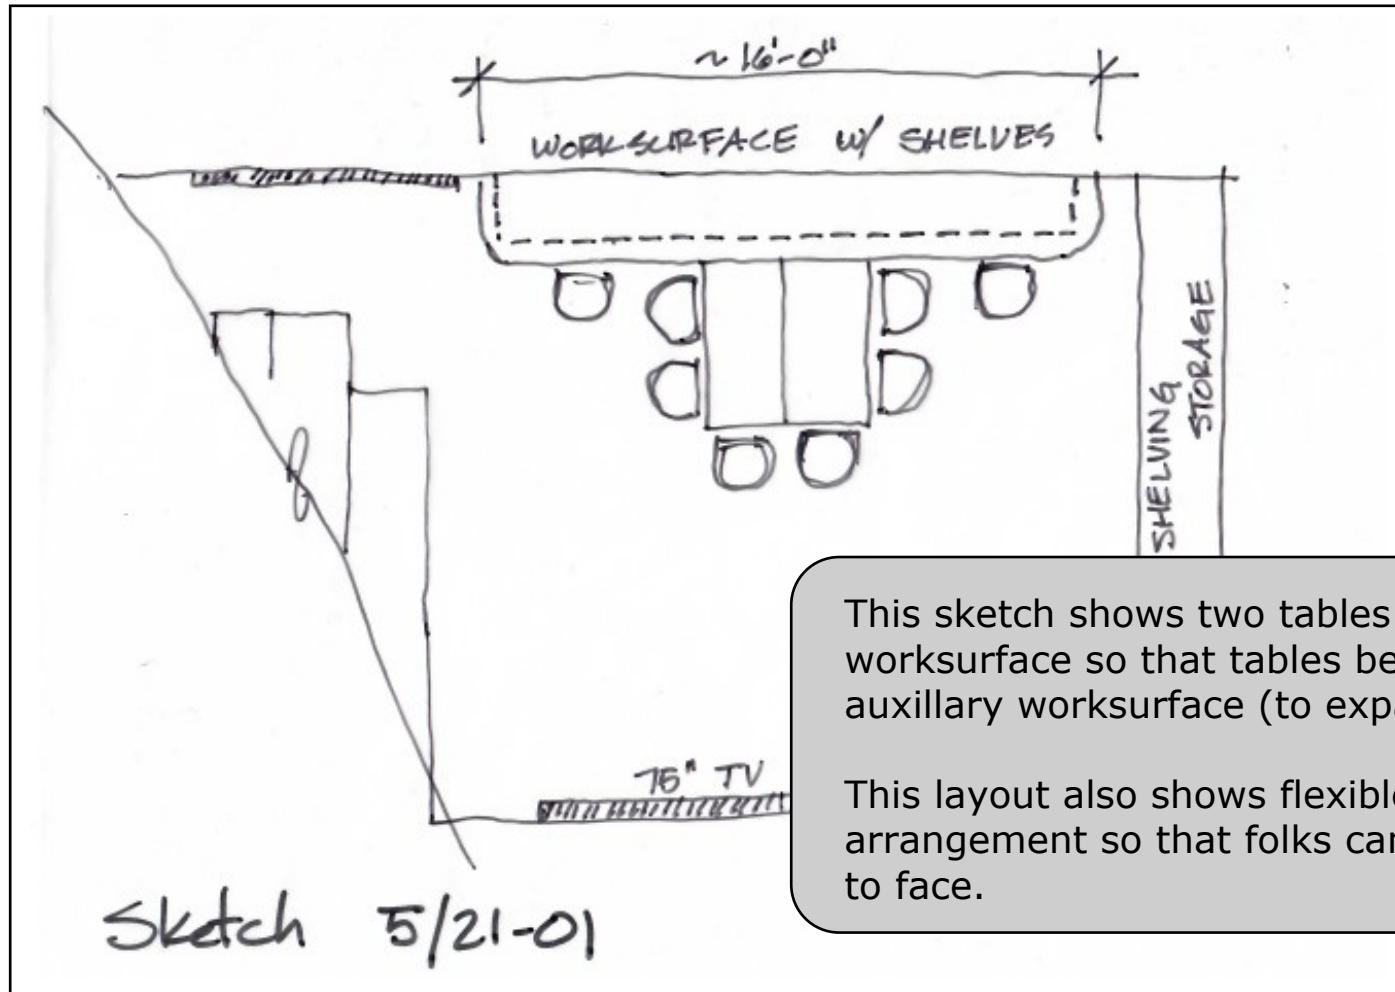 ~ 16'-0"
WORKSURFACE W/ SHELVES
SHELVING
STORAGE
This sketch shows two tables
worksurface so that tables be
auxillary worksurface (to expa
75" TV
This layout also shows flexible
arrangement so that folks can
to face.
Sketch 5/21-01